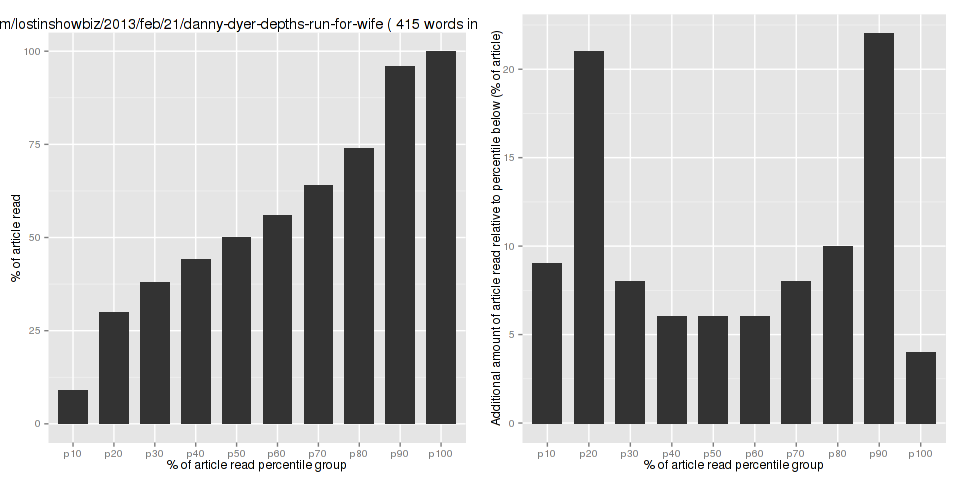 m/lostinshowbiz/2013/feb/21/danny-dyer-depths-run-for-wife ( 415 words in
% of article read
100
75
50
25
0
p10 p20 p30 p40 p50 p60 p70 p80 p90 p100
% of article read percentile group
Additional amount of article read relative to percentile below (% of article)
20
15
10
5
0
p10 p20 p30 p40 p50 p60 p70 p80 p90 p100
% of article read percentile group